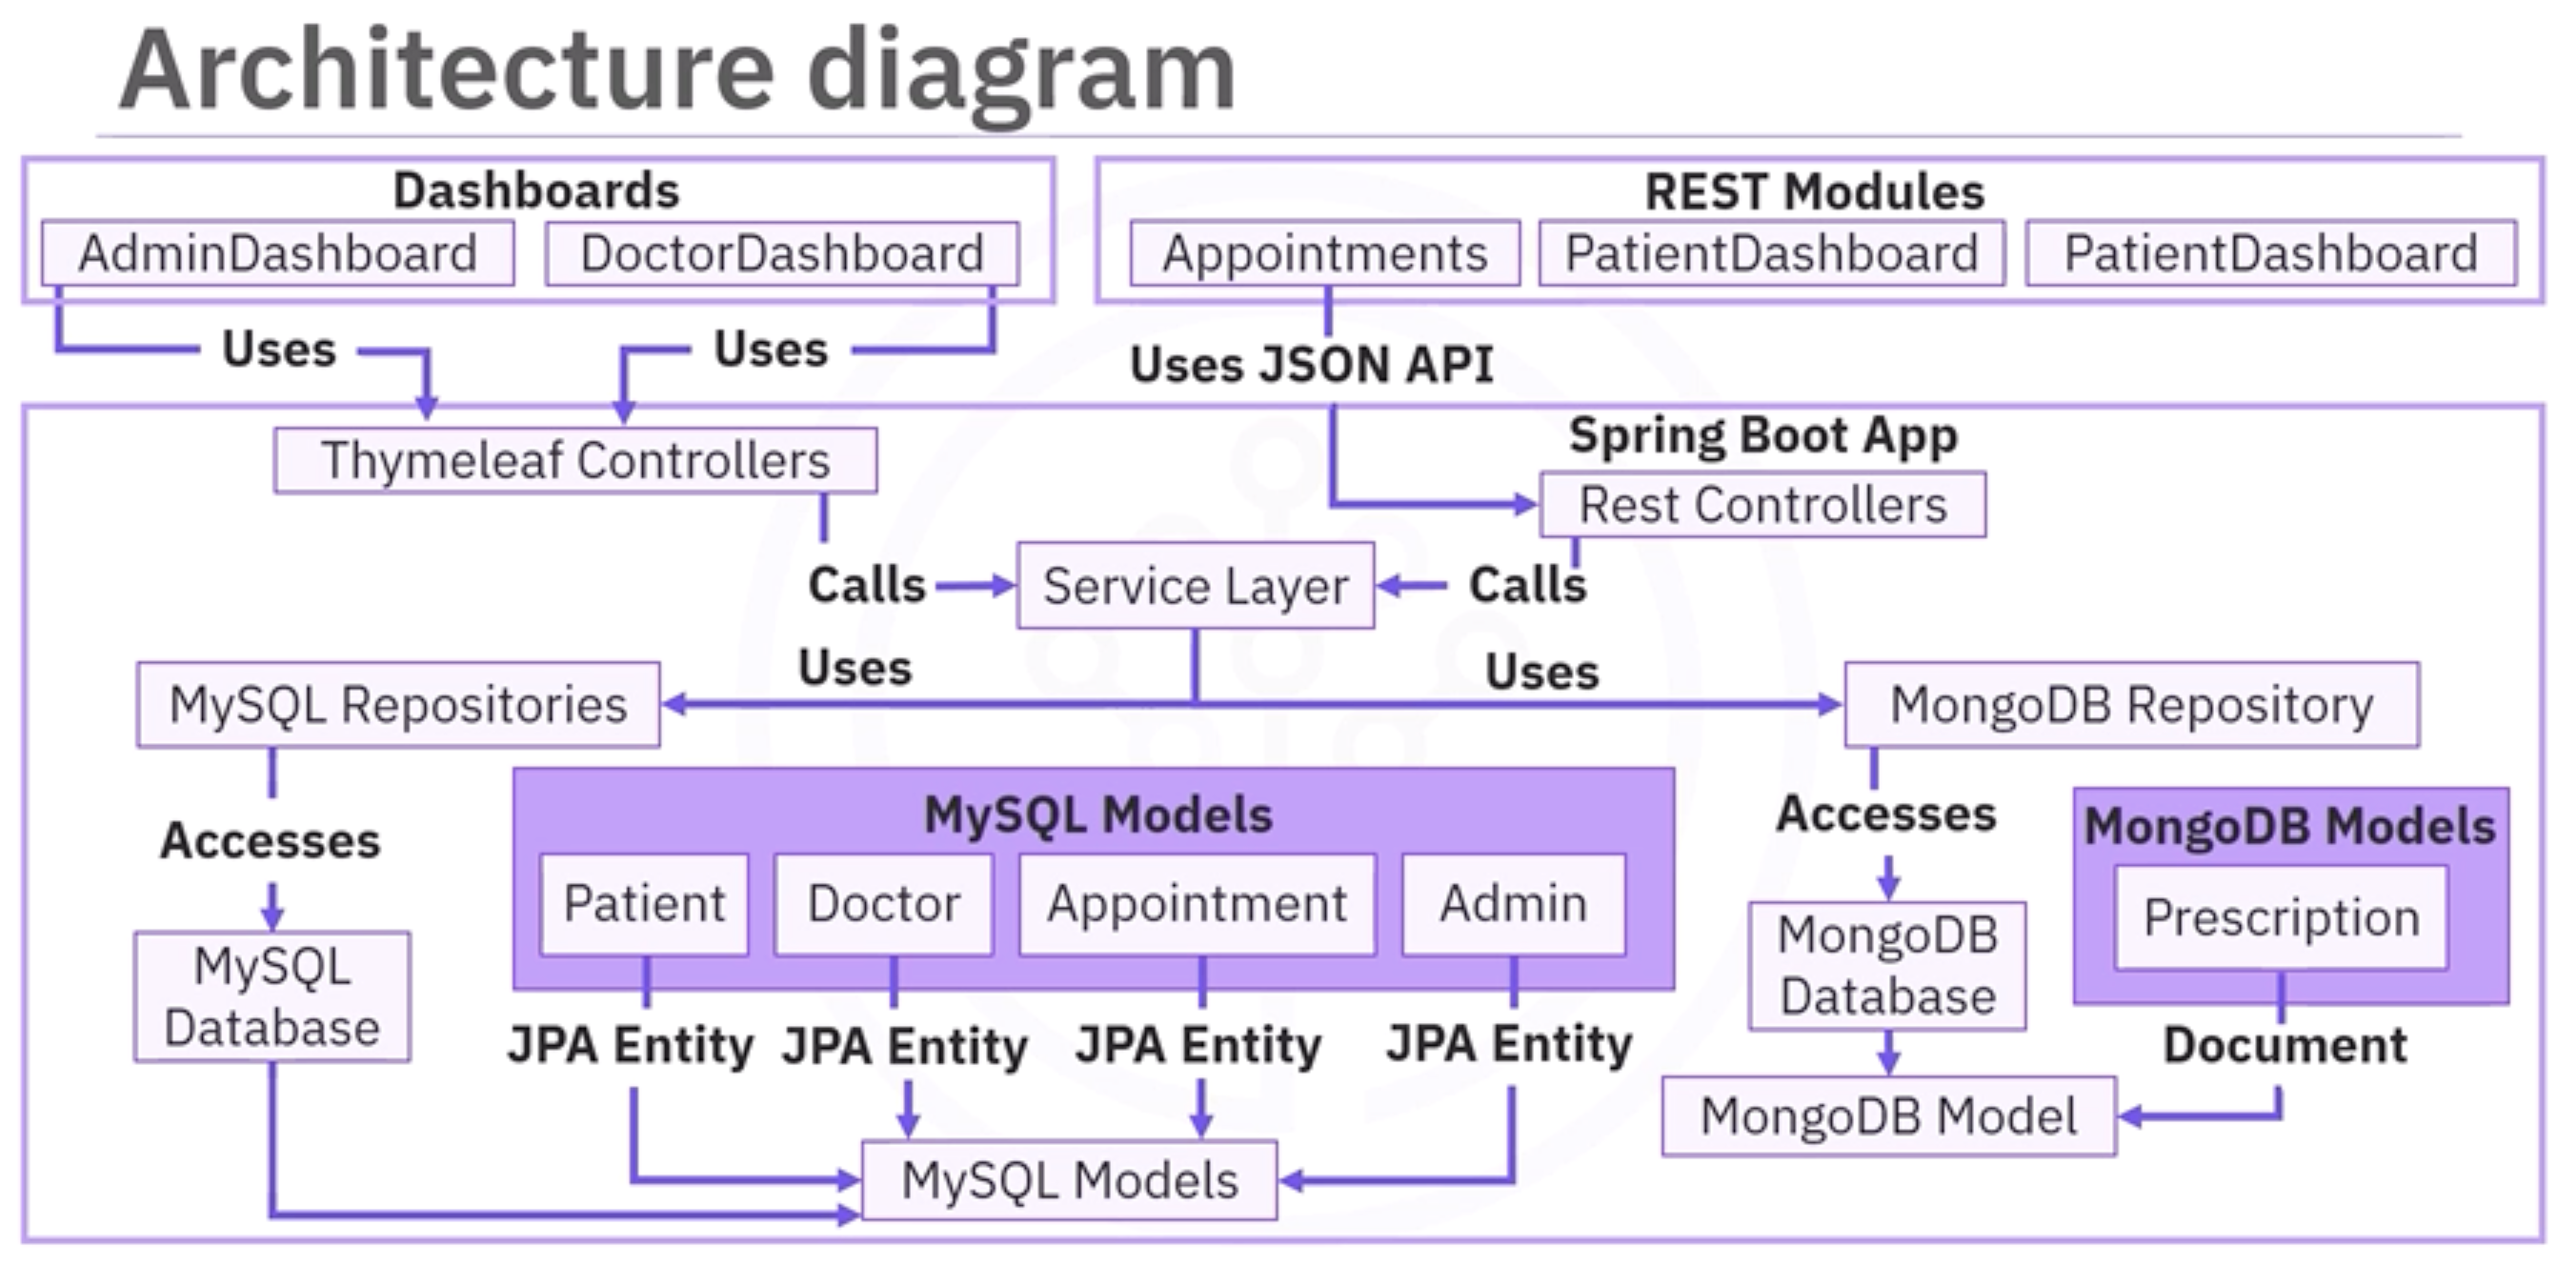 Architecture diagram
Dashboards
AdminDashboard
DoctorDashboard
REST Modules
Appointments
PatientDashboard
PatientDashboard
Uses
Uses
Uses JSON API
Spring Boot App
Thymeleaf Controllers
Rest Controllers
Calls
Service Layer
Calls
Uses
Uses
MySQL Repositories
MongoDB Repository
Accesses
MySQL
Database
MySQL Models
Patient
Doctor
Appointment
Admin
JPA Entity
JPA Entity
JPA Entity
JPA Entity
MySQL Models
Accesses
MongoDB
Database
MongoDB Models
Prescription
Document
MongoDB Model